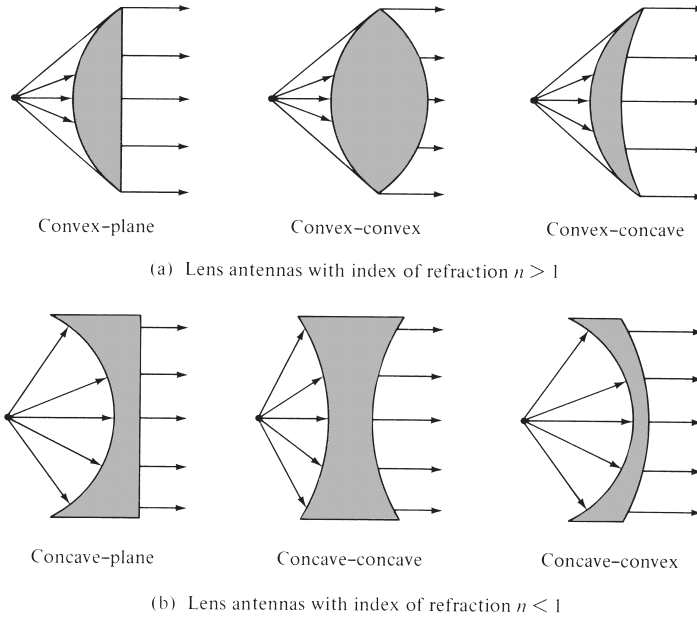 Convex–plane Convex–convex Convex–concave
(a) Lens antennas with index of refraction n > 1
Concave–plane Concave–concave Concave–convex
(b) Lens antennas with index of refraction n < 1